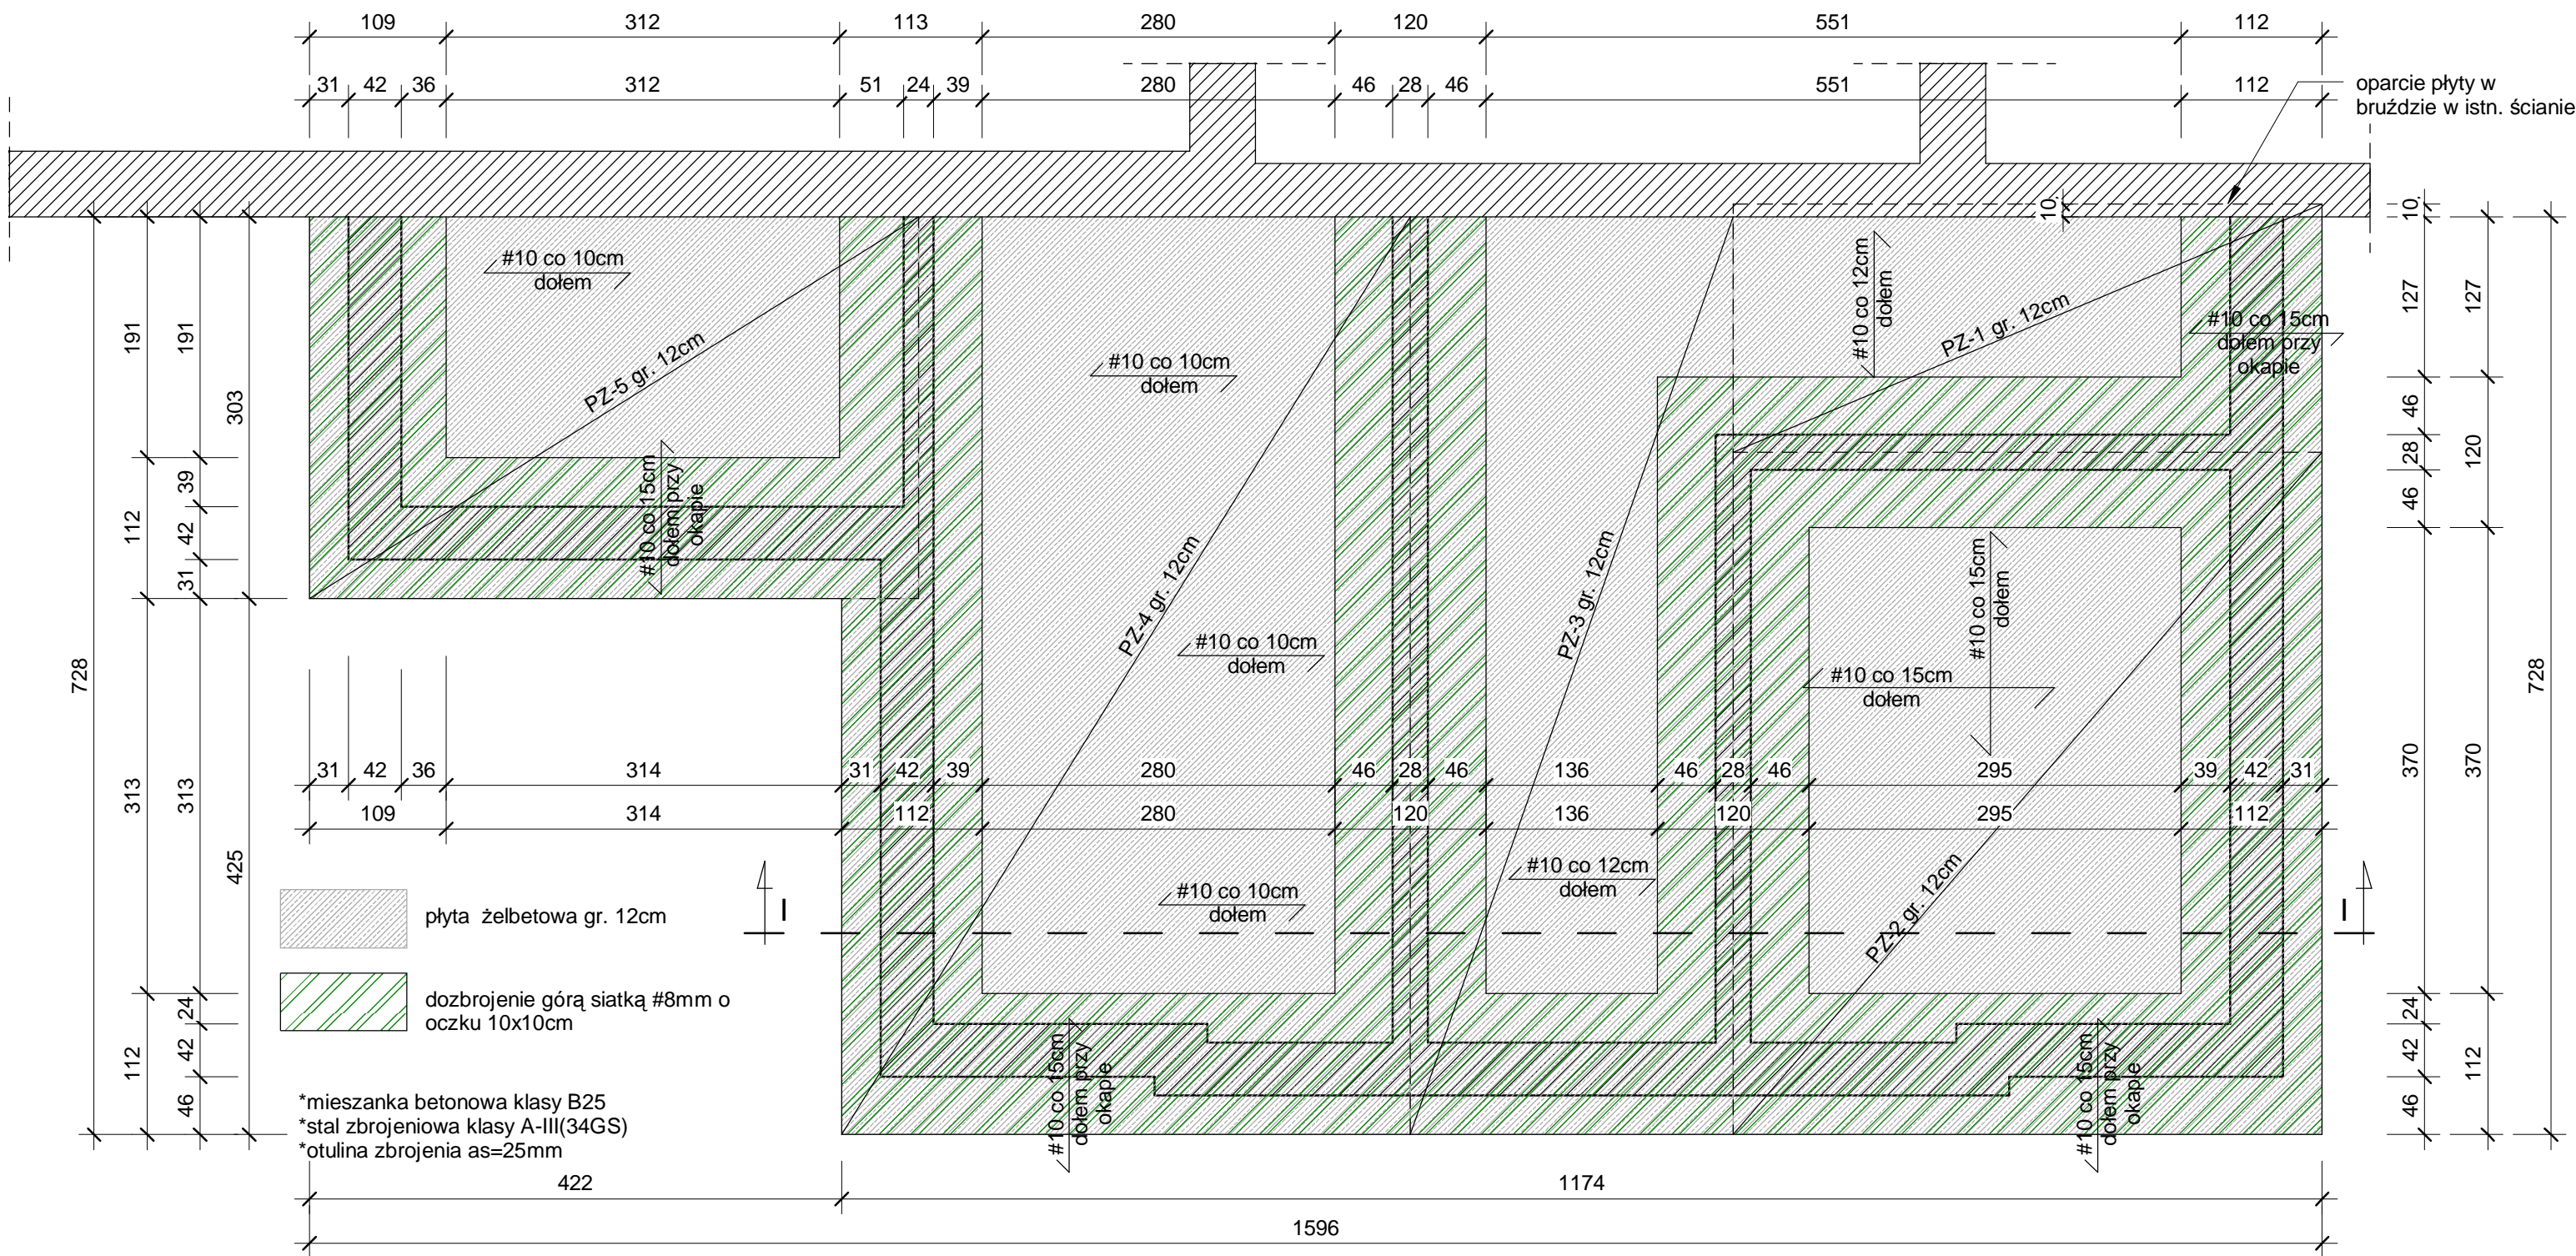 109
312
113
280
120
551
112
31
42
36
312
51
24
39
280
46
28
46
551
112
oparcie płyty w
bruździe w istn. ścianie
10
10
#10 co 10cm
dołem
PZ-5 gr. 12cm
#10 co 15cm
dołem przy
okapie
#10 co 10cm
dołem
PZ-4 gr. 12cm
#10 co 10cm
dołem
#10 co 10cm
dołem
PZ-3 gr. 12cm
#10 co 12cm
dołem
#10 co 12cm
dołem
PZ-1 gr. 12cm
#10 co 15cm
dołem przy
okapie
#10 co 15cm
dołem
#10 co 15cm
dołem
PZ-2 gr. 12cm
728
191
112
313
112
191
39
42
31
313
24
42
46
303
425
127
46
28
46
370
24
42
46
127
120
370
112
728
31
42
36
314
31
42
39
280
46
28
46
136
46
28
46
295
39
42
31
109
314
112
280
120
136
120
295
112
I
I
płyta żelbetowa gr. 12cm
dozbrojenie górą siatką #8mm o
oczku 10x10cm
*mieszanka betonowa klasy B25
*stal zbrojeniowa klasy A-III(34GS)
*otulina zbrojenia as=25mm
#10 co 15cm
dołem przy
okapie
#10 co 15cm
dołem przy
okapie
422
1174
1596